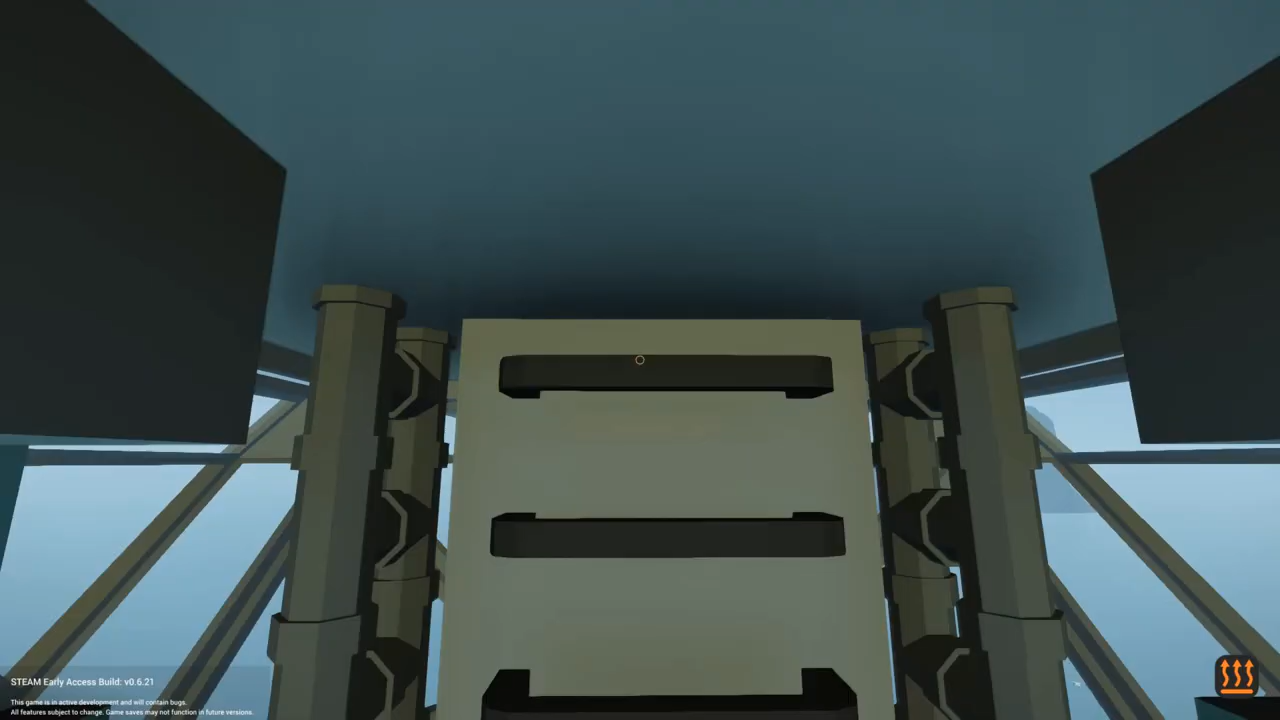 STEAM Early Access Build: v0.6.21
This game is in active development and will contain bugs.
All features subject to change. Game saves may not function in future versions.